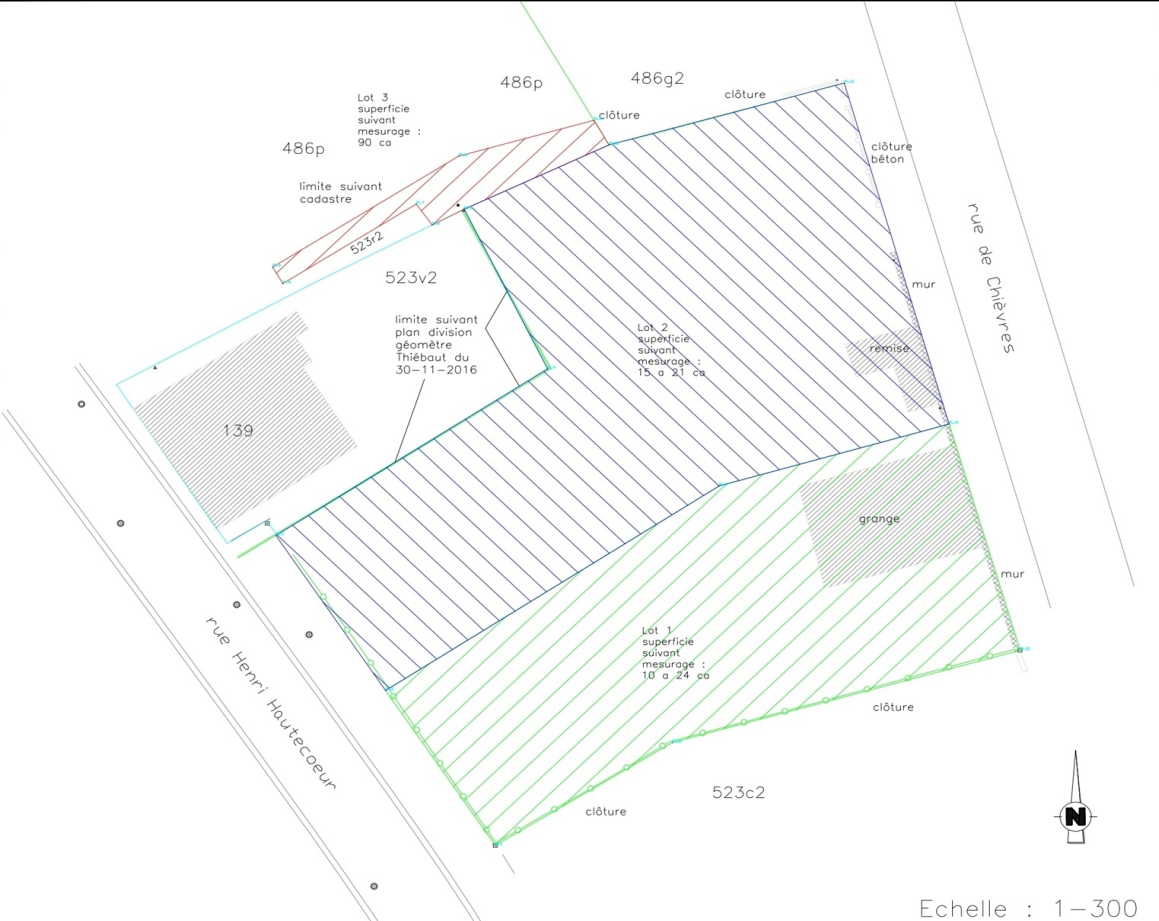 486p
486g2
clôture
Lot 3
superficie
suivant
mesurage :
90 ca
clôture
486p
clôture
béton
limite suivant
cadastre
rue de Chièvres
523r2
523v2
mur
limite suivant
plan division
géomètre
Thiébaut du
30-11-2016
Lot 2
superficie
suivant
mesurage :
15 a 21 ca
remise
139
grange
mur
rue Henri Hautecoeur
Lot 1
superficie
suivant
mesurage :
10 a 24 ca
clôture
523c2
clôture
N
Echelle : 1-300